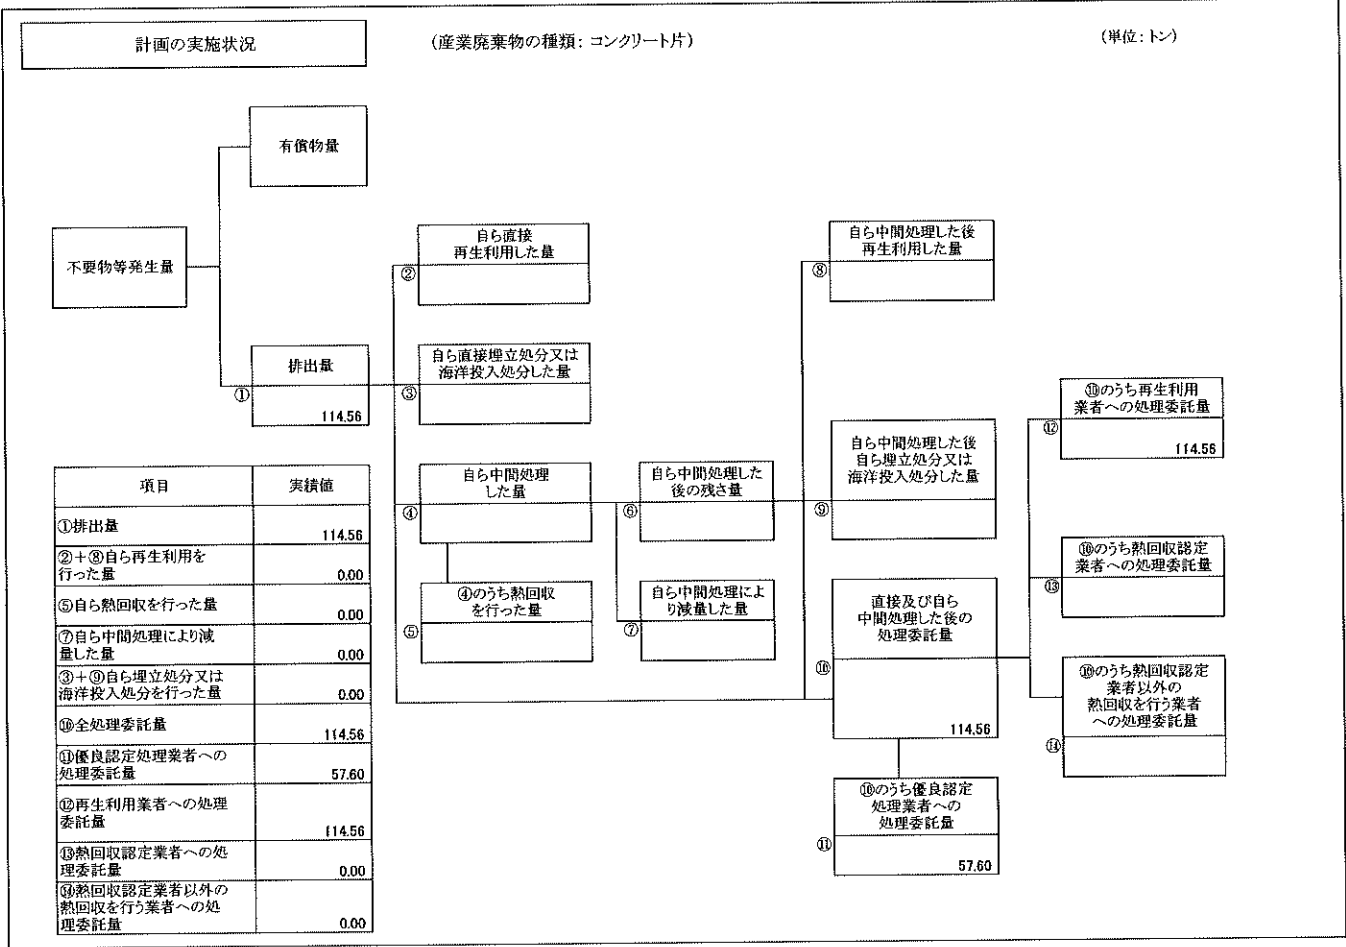 計画の実施状況
(産業廃棄物の種類：コンクリート片)
(単位：トン)
有償物量
不要物等発生量
排出量
①
114.56
自ら直接
再生利用した量
②
自ら直接埋立処分又は
海洋投入処分した量
③
自ら中間処理
した量
④
④のうち熱回収
を行った量
⑤
自ら中間処理した
後の残さ量
⑥
自ら中間処理によ
り減量した量
⑦
自ら中間処理した後
再生利用した量
⑧
自ら中間処理した後
自ら埋立処分又は
海洋投入処分した量
⑨
直接及び自ら
中間処理した後の
処理委託量
⑩
114.56
⑩のうち優良認定
処理業者への
処理委託量
⑪
57.60
⑩のうち再生利用
業者への処理委託量
⑫
114.56
⑩のうち熱回収認定
業者への処理委託量
⑬
⑩のうち熱回収認定
業者以外の
熱回収を行う業者
への処理委託量
⑭
項目 実績値
①排出量 114.56
②+⑧自ら再生利用を
行った量 0.00
⑤自ら熱回収を行った量 0.00
⑦自ら中間処理により減
量した量 0.00
③+⑨自ら埋立処分又は
海洋投入処分を行った量 0.00
⑩全処理委託量 114.56
⑪優良認定処理業者への
処理委託量 57.60
⑫再生利用業者への処理
委託量 114.56
⑬熱回収認定業者への処
理委託量 0.00
⑭熱回収認定業者以外の
熱回収を行う業者への処
理委託量 0.00